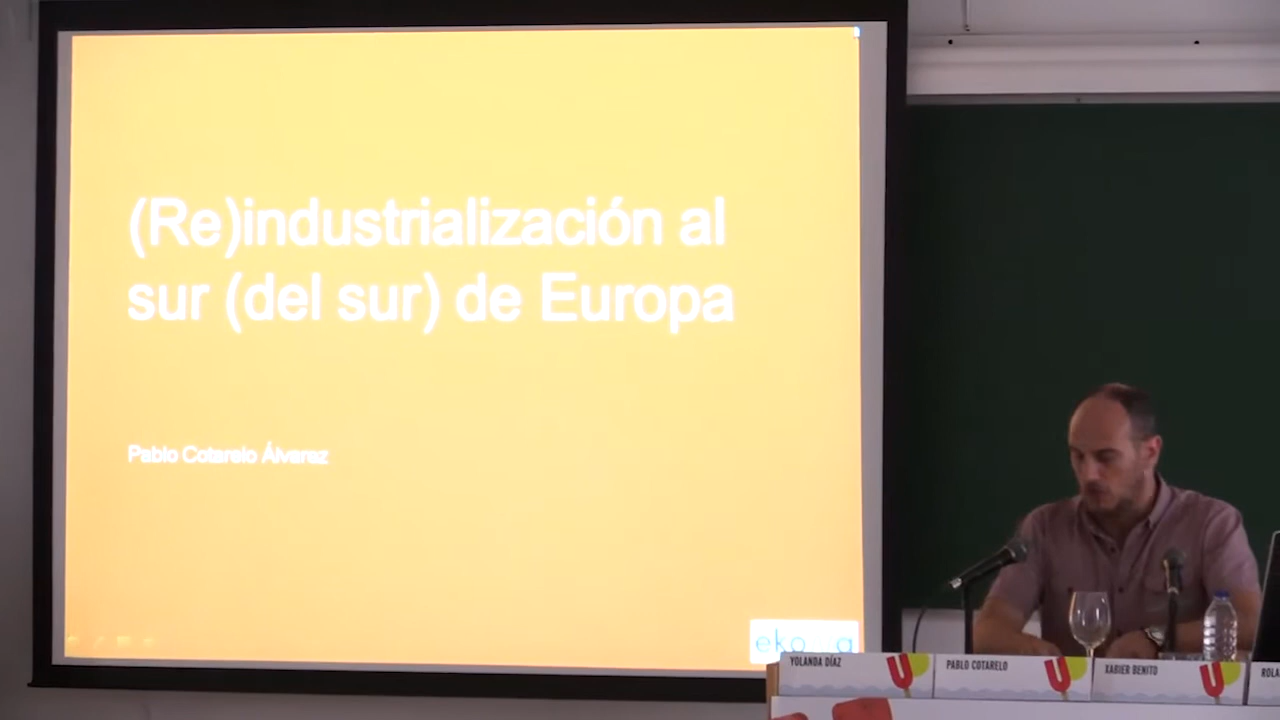 (Re)industrialización al
sur (del sur) de Europa
Pablo Cotarelo Álvarez
YOLANDA DÍAZ
PABLO COTARELO
XABIER BENITO